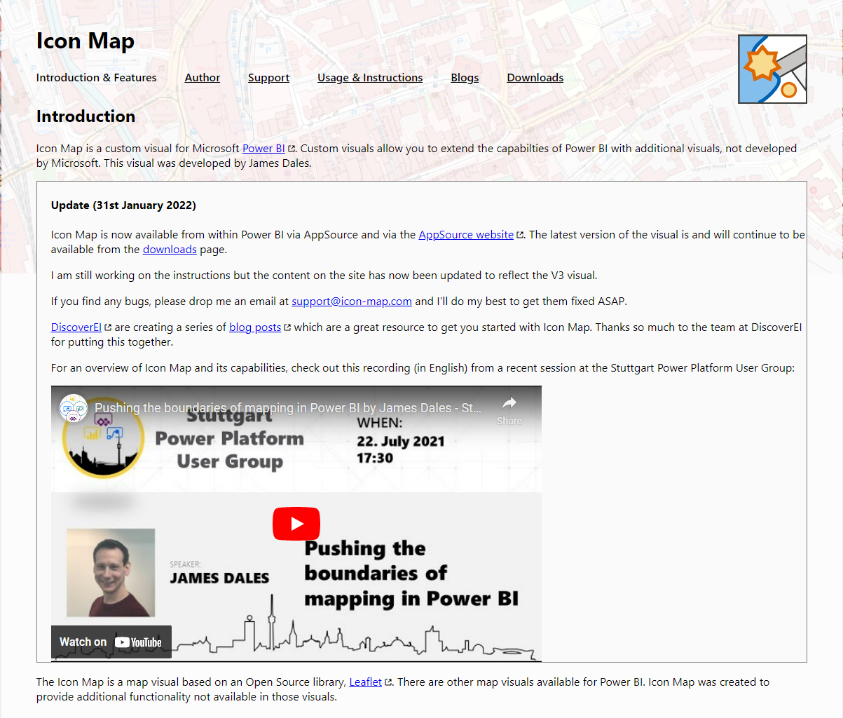 Icon Map
Introduction & Features Author Support Usage & Instructions Blogs Downloads
Introduction
Icon Map is a custom visual for Microsoft Power BI. Custom visuals allow you to extend the capabilties of Power BI with additional visuals, not developed
by Microsoft. This visual was developed by James Dales.
Update (31st January 2022)
Icon Map is now available from within Power BI via AppSource and via the AppSource website. The latest version of the visual is and will continue to be
available from the downloads page.
I am still working on the instructions but the content on the site has now been updated to reflect the V3 visual.
If you find any bugs, please drop me an email at support@icon-map.com and I'll do my best to get them fixed ASAP.
DiscoverEI are creating a series of blog posts which are a great resource to get you started with Icon Map. Thanks so much to the team at DiscoverEI
for putting this together.
For an overview of Icon Map and its capabilities, check out this recording (in English) from a recent session at the Stuttgart Power Platform User Group:
Pushing the boundaries of mapping in Power BI by James Dales - St...
Share
Stuttgart
Power Platform
User Group
WHEN:
22. July 2021
17:30
SPEAKER:
JAMES DALES
Pushing the
boundaries of
mapping in Power BI
Watch on YouTube
The Icon Map is a map visual based on an Open Source library, Leaflet. There are other map visuals available for Power BI. Icon Map was created to
provide additional functionality not available in those visuals.